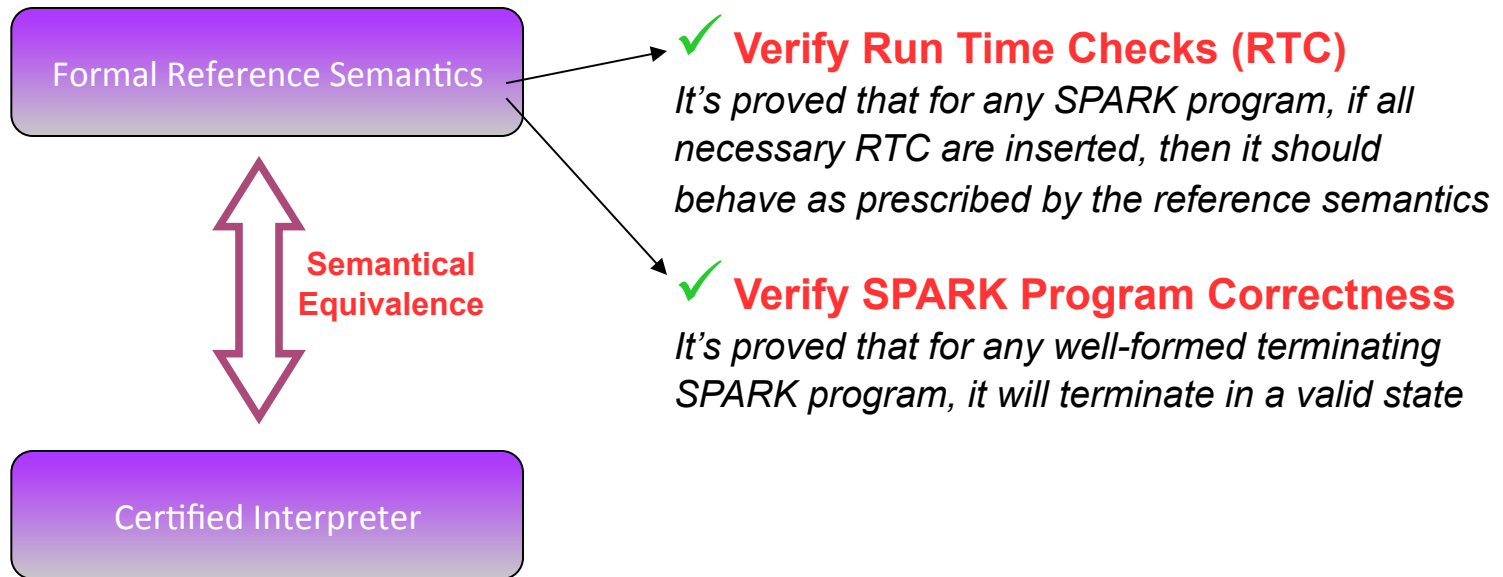 Formal Reference Semantics
✓ Verify Run Time Checks (RTC)
It’s proved that for any SPARK program, if all
necessary RTC are inserted, then it should
behave as prescribed by the reference semantics
Semantical
Equivalence
✓ Verify SPARK Program Correctness
It’s proved that for any well-formed terminating
SPARK program, it will terminate in a valid state
Certified Interpreter